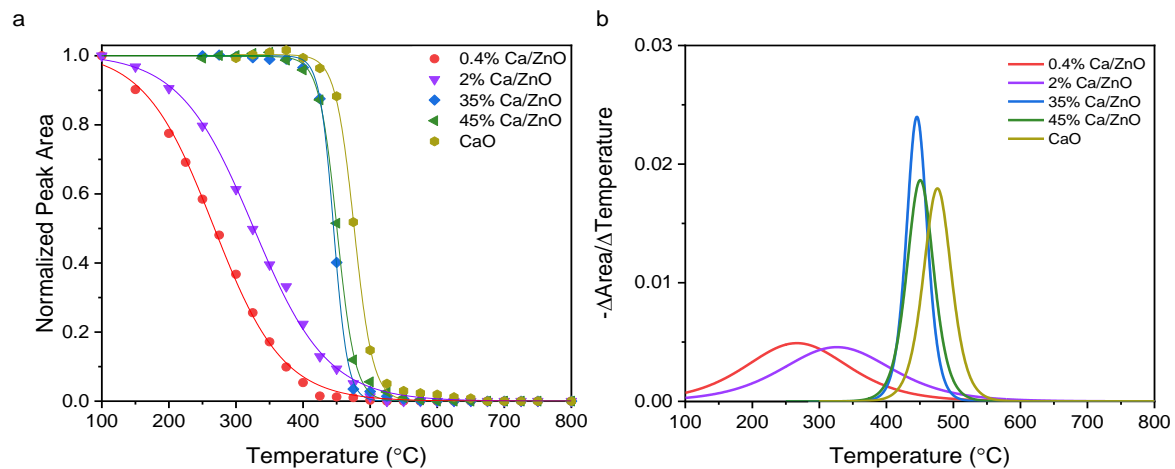 a
1.0
0.8
0.6
0.4
0.2
0.0
Normalized Peak Area
0.4% Ca/ZnO
2% Ca/ZnO
35% Ca/ZnO
45% Ca/ZnO
CaO
100 200 300 400 500 600 700 800
Temperature (°C)
b
0.03
0.02
0.01
0.00
-ΔArea/ΔTemperature
0.4% Ca/ZnO
2% Ca/ZnO
35% Ca/ZnO
45% Ca/ZnO
CaO
100 200 300 400 500 600 700 800
Temperature (°C)